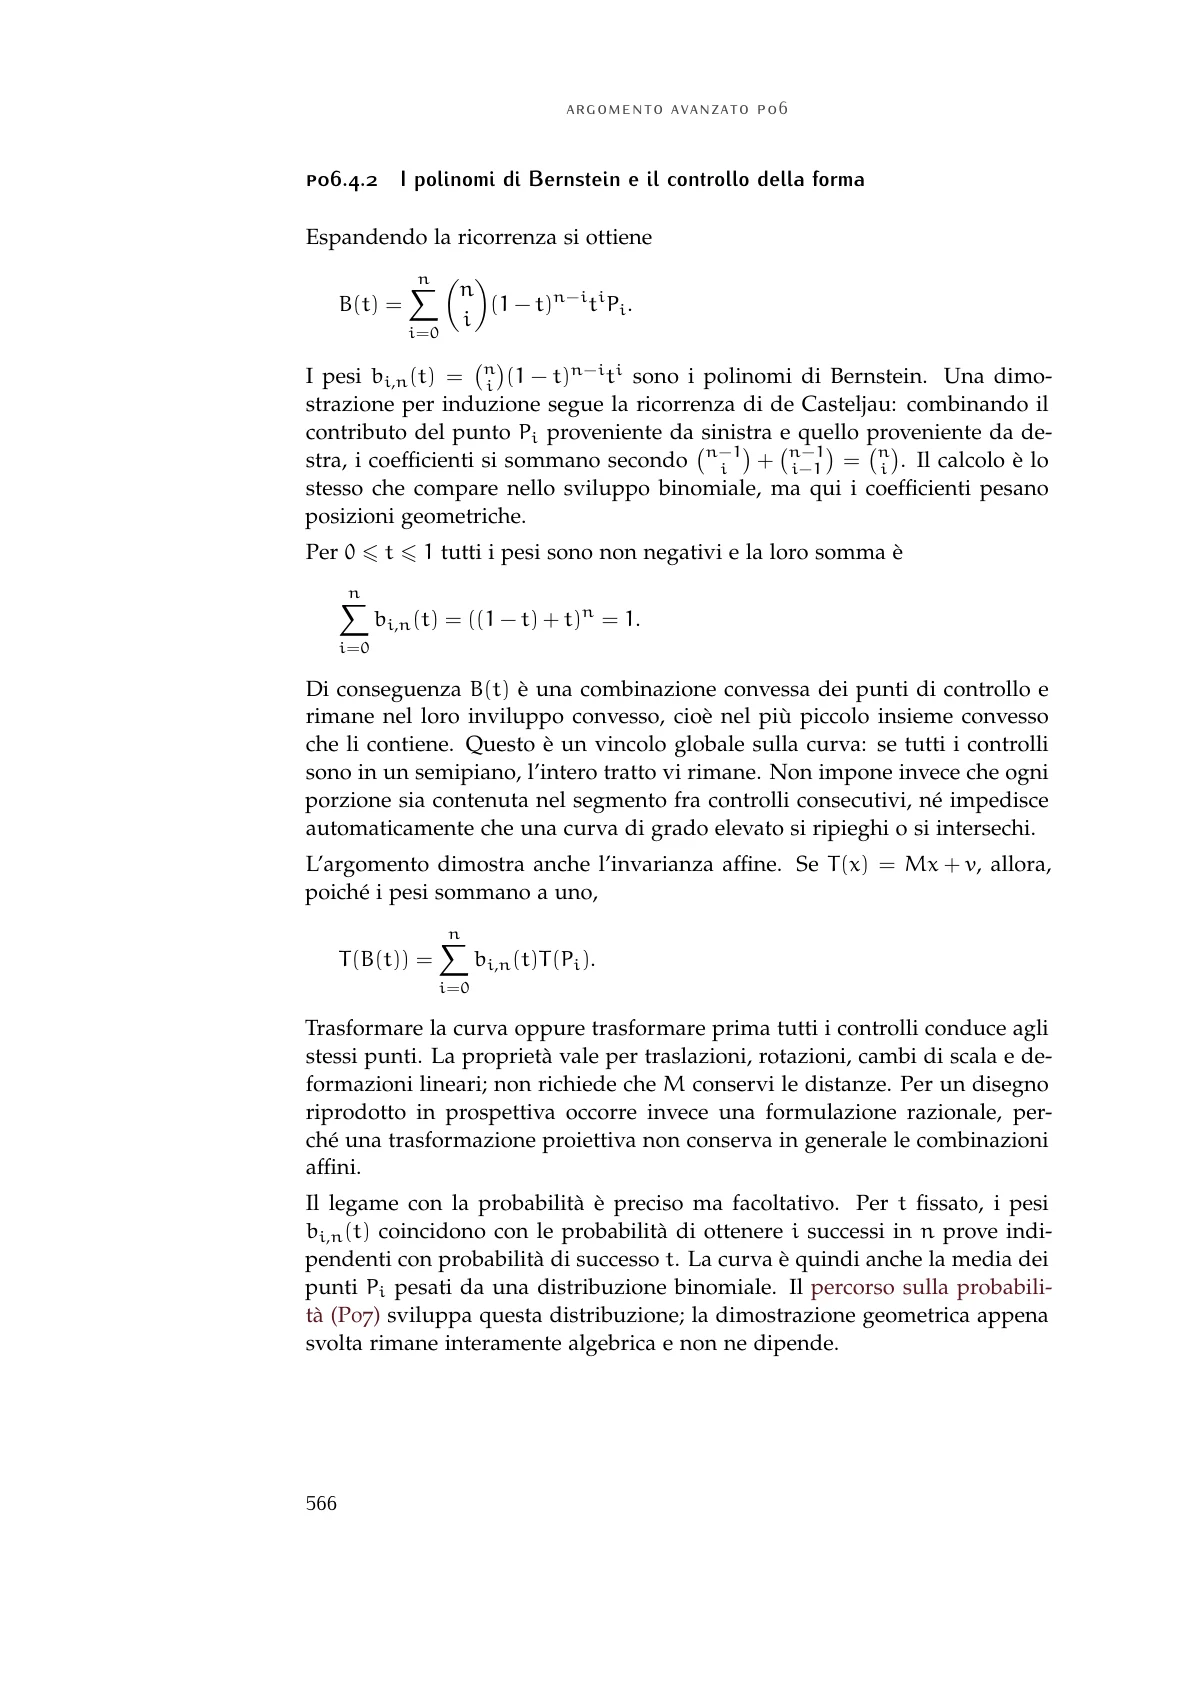 ARGOMENTO AVANZATO P06
P06.4.2 I polinomi di Bernstein e il controllo della forma
Espandendo la ricorrenza si ottiene
B(t) = \sum_{i=0}^{n} \binom{n}{i} (1 − t)^{n−i} t^i P_i.
I pesi b_{i,n}(t) = \binom{n}{i}(1 − t)^{n−i} t^i sono i polinomi di Bernstein. Una dimo-
strazione per induzione segue la ricorrenza di de Casteljau: combinando il
contributo del punto P_i proveniente da sinistra e quello proveniente da de-
stra, i coefficienti si sommano secondo \binom{n−1}{i} + \binom{n−1}{i−1} = \binom{n}{i}. Il calcolo è lo
stesso che compare nello sviluppo binomiale, ma qui i coefficienti pesano
posizioni geometriche.
Per 0 ⩽ t ⩽ 1 tutti i pesi sono non negativi e la loro somma è
\sum_{i=0}^{n} b_{i,n}(t) = ((1 − t) + t)^n = 1.
Di conseguenza B(t) è una combinazione convessa dei punti di controllo e
rimane nel loro inviluppo convesso, cioè nel più piccolo insieme convesso
che li contiene. Questo è un vincolo globale sulla curva: se tutti i controlli
sono in un semipiano, l'intero tratto vi rimane. Non impone invece che ogni
porzione sia contenuta nel segmento fra controlli consecutivi, né impedisce
automaticamente che una curva di grado elevato si ripieghi o si intersechi.
L'argomento dimostra anche l'invarianza affine. Se T(x) = Mx + v, allora,
poiché i pesi sommano a uno,
T(B(t)) = \sum_{i=0}^{n} b_{i,n}(t)T(P_i).
Trasformare la curva oppure trasformare prima tutti i controlli conduce agli
stessi punti. La proprietà vale per traslazioni, rotazioni, cambi di scala e de-
formazioni lineari; non richiede che M conservi le distanze. Per un disegno
riprodotto in prospettiva occorre invece una formulazione razionale, per-
ché una trasformazione proiettiva non conserva in generale le combinazioni
affini.
Il legame con la probabilità è preciso ma facoltativo. Per t fissato, i pesi
b_{i,n}(t) coincidono con le probabilità di ottenere i successi in n prove indi-
pendenti con probabilità di successo t. La curva è quindi anche la media dei
punti P_i pesati da una distribuzione binomiale. Il percorso sulla probabili-
tà (P07) sviluppa questa distribuzione; la dimostrazione geometrica appena
svolta rimane interamente algebrica e non ne dipende.
566